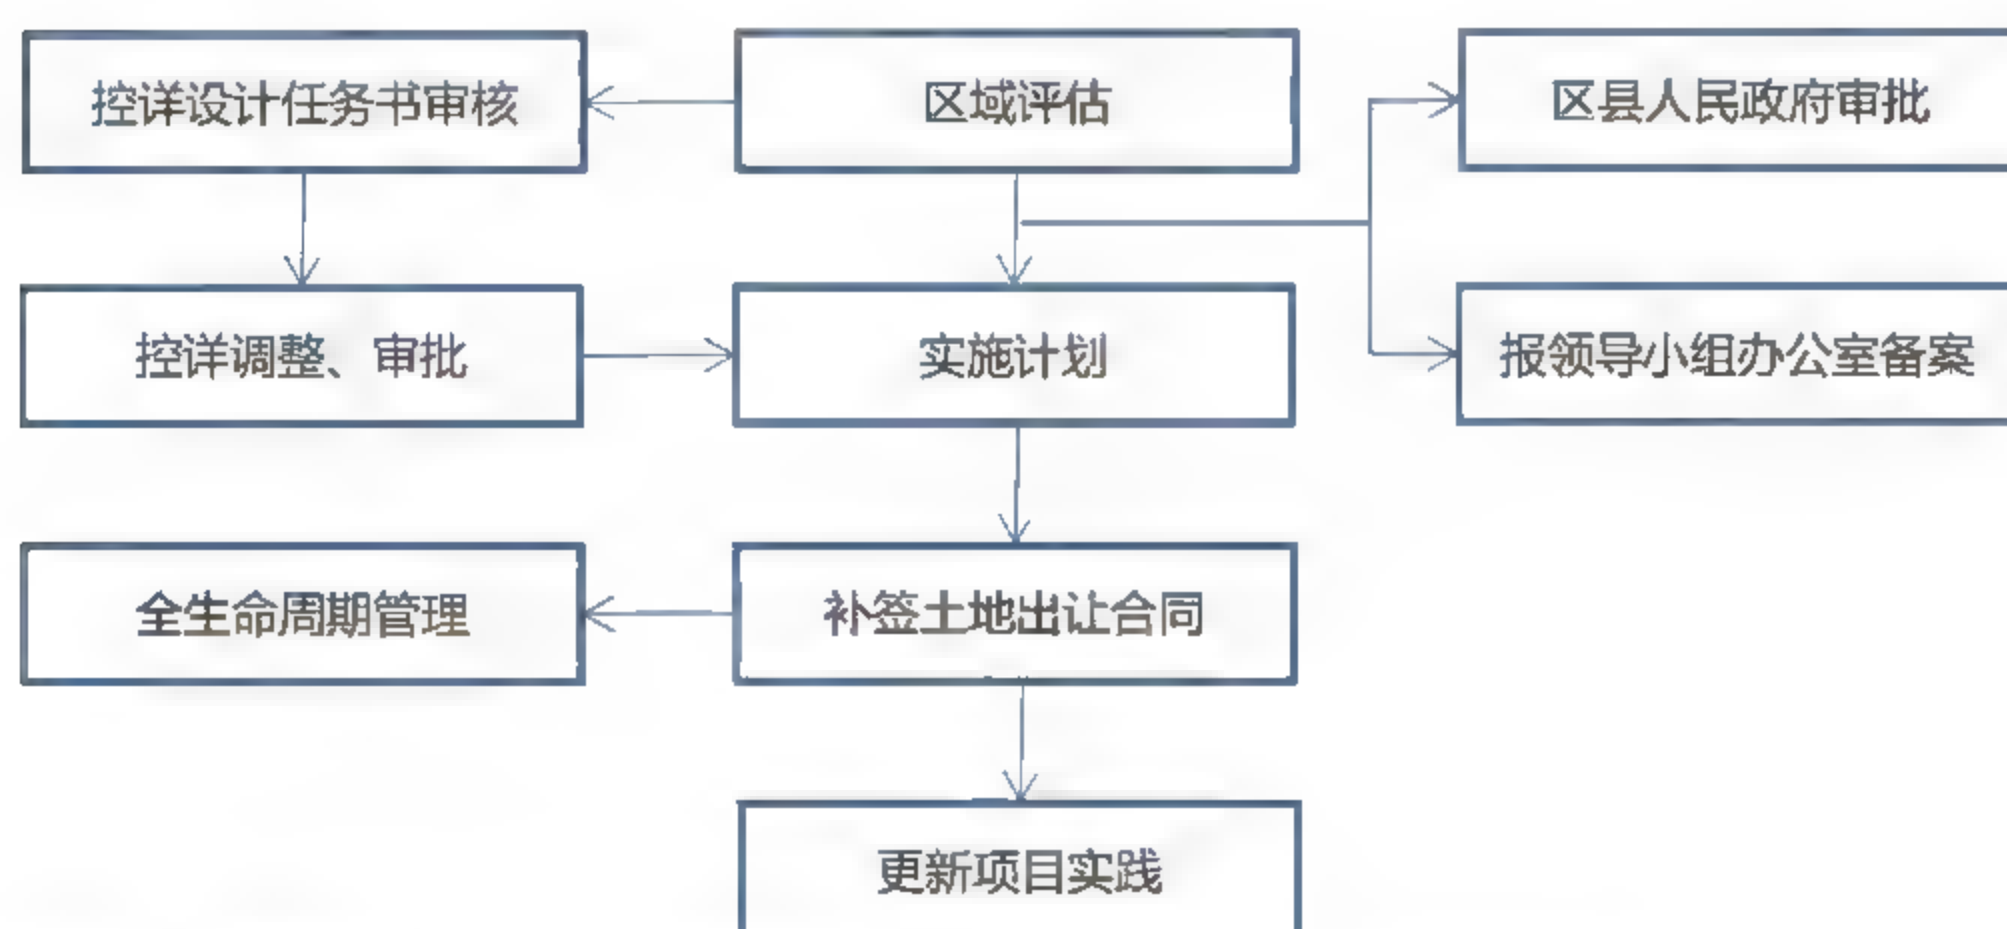 控详设计任务书审核
区域评估
区县人民政府审批
控详调整、审批
实施计划
报领导小组办公室备案
全生命周期管理
补签土地出让合同
更新项目实践